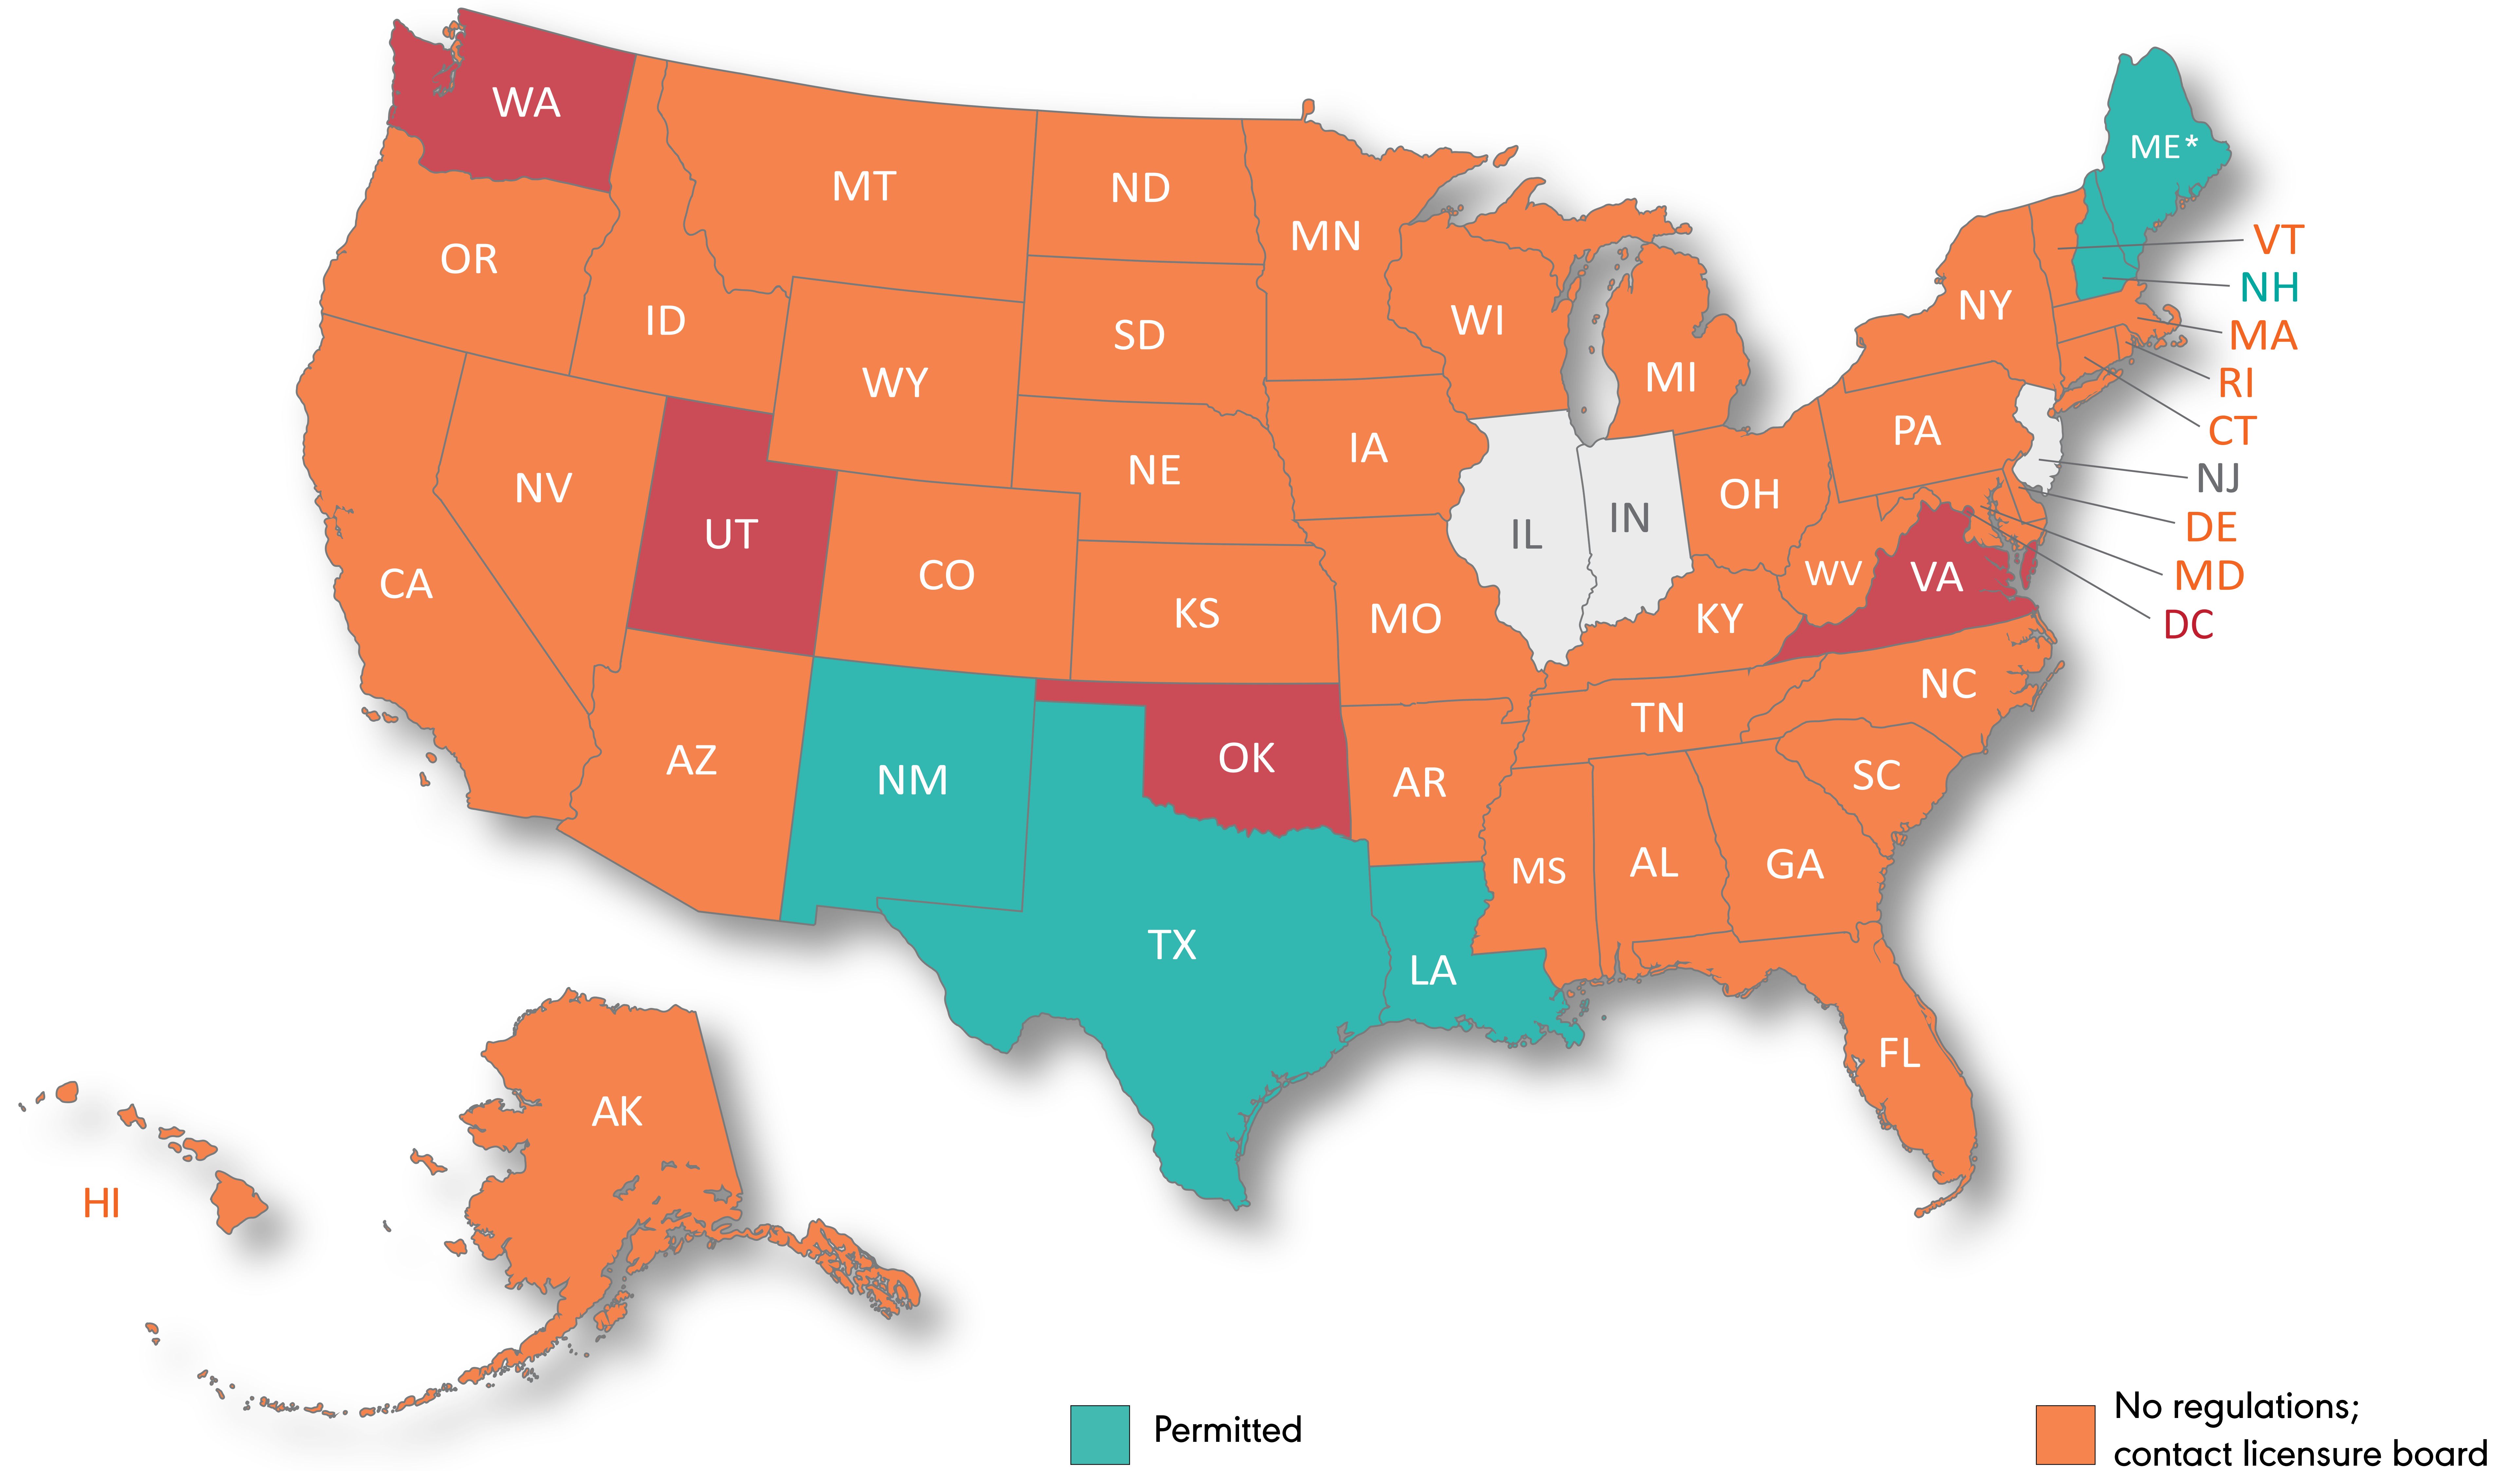 WA
ME*
MT
ND
MN
VT
OR
NH
NY
ID
WI
SD
MA
MI
WY
RI
PA
CT
IA
NE
NV
NJ
OH
IN
UT
IL
DE
CO
WV
VA
MD
CA
KS
MO
KY
DC
NC
TN
OK
AZ
SC
NM
AR
AL
GA
MS
TX
LA
FL
AK
HI
Permitted
No regulations;
contact licensure board